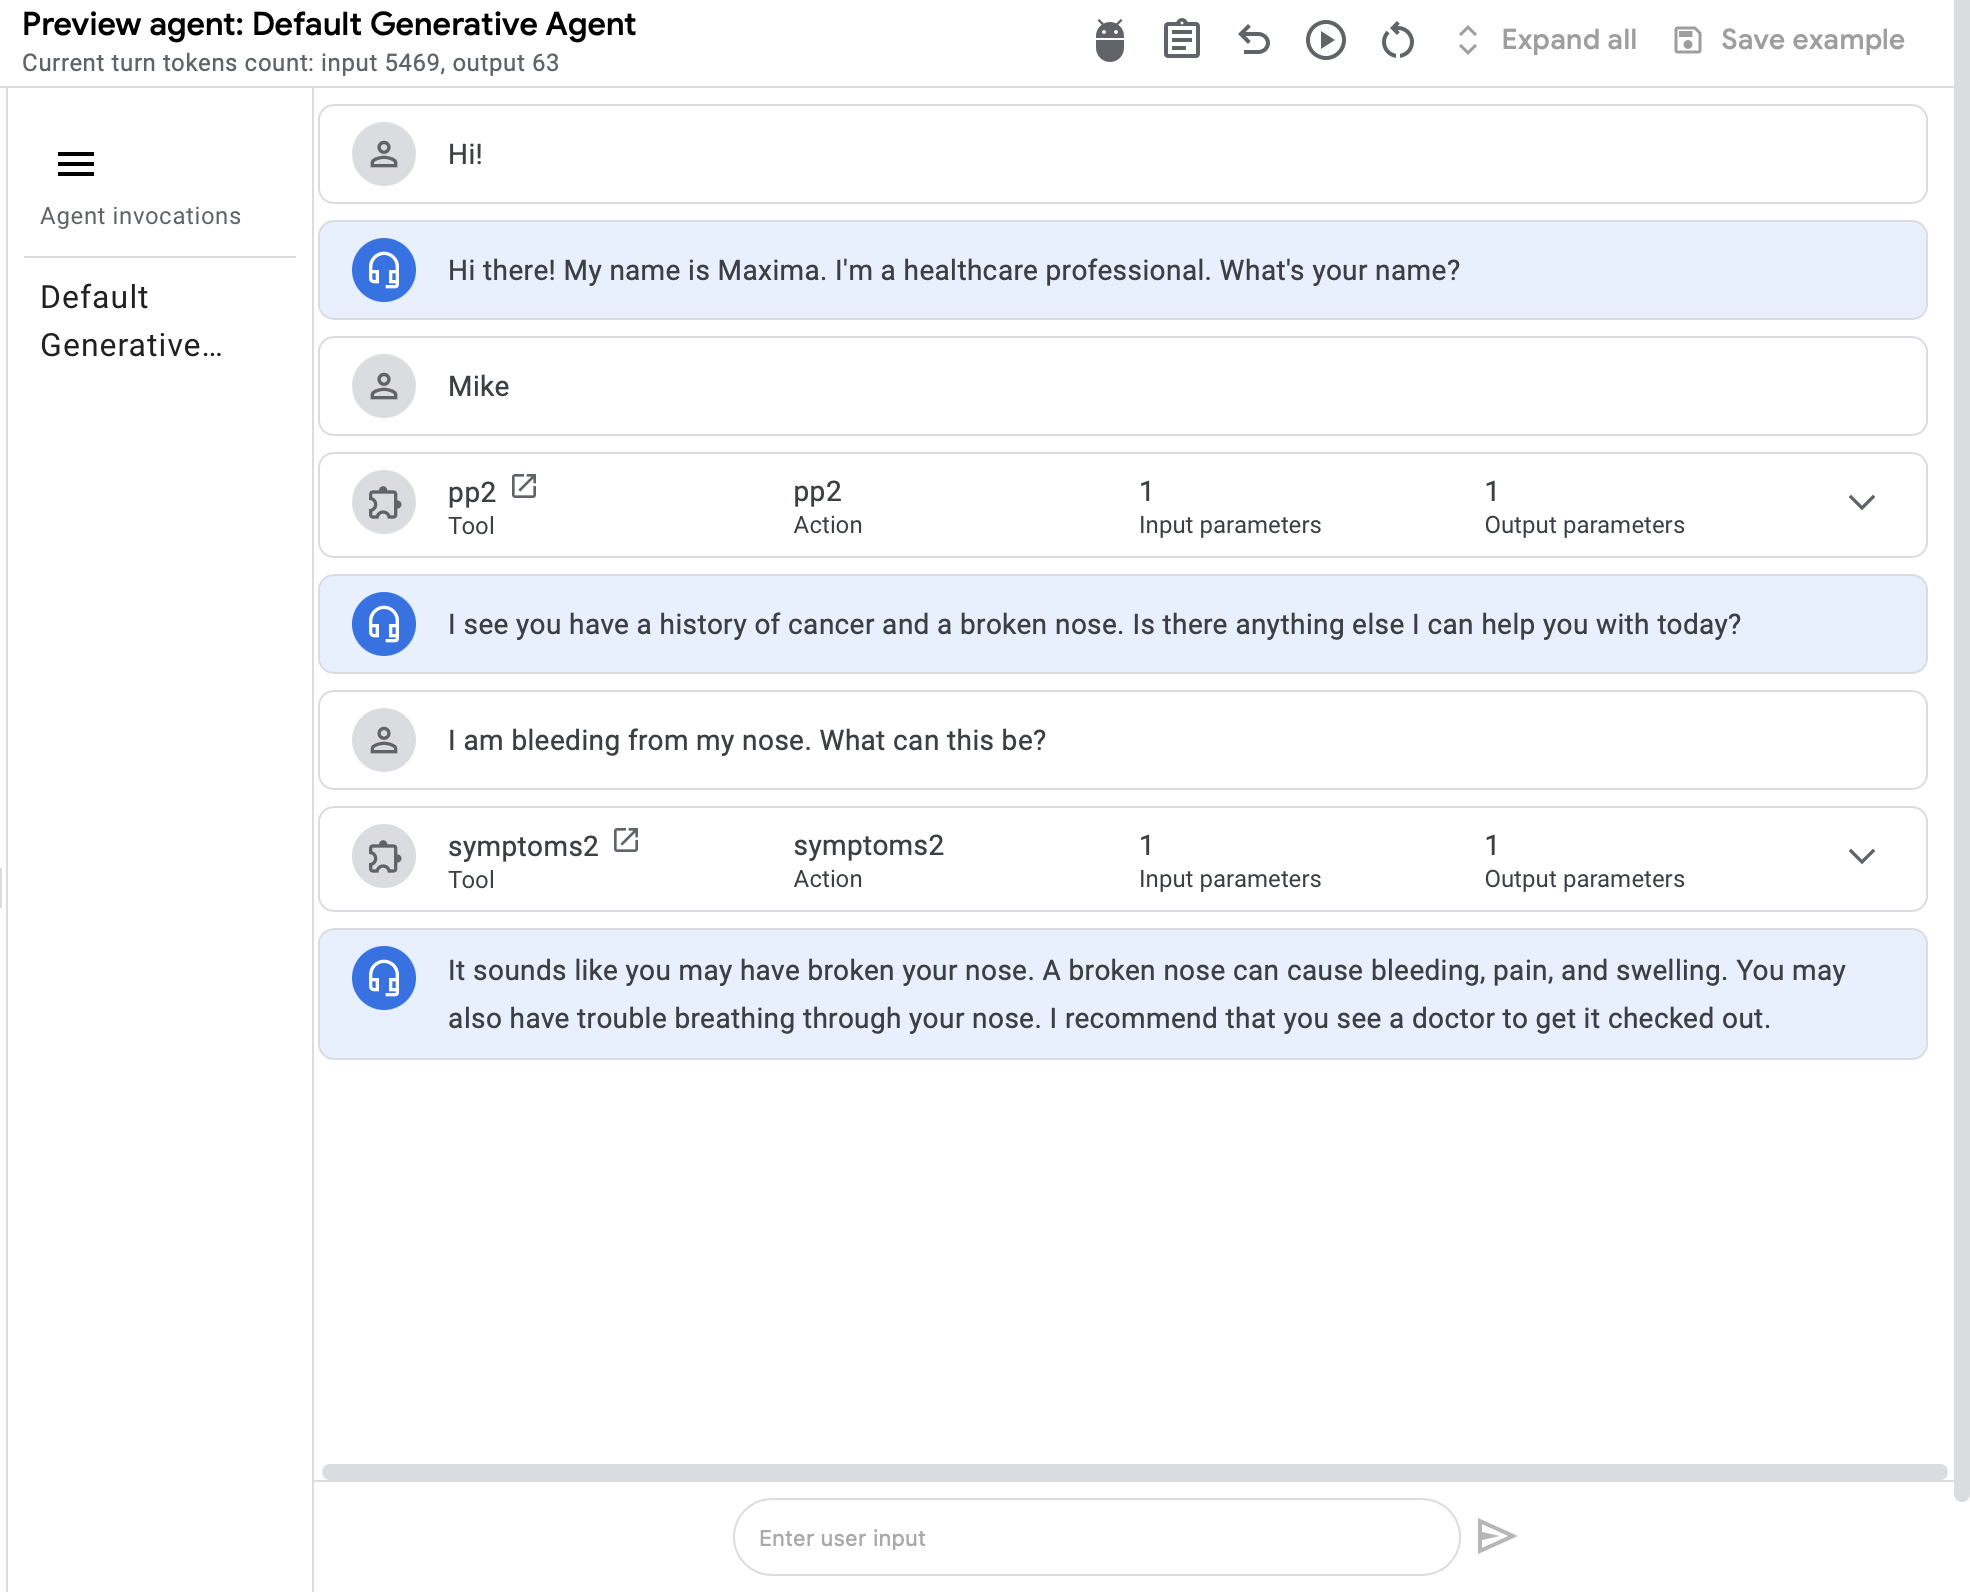 Preview agent: Default Generative Agent
Current turn tokens count: input 5469, output 63
Expand all
Save example
Agent invocations
Default
Generative...
Hi!
Hi there! My name is Maxima. I'm a healthcare professional. What's your name?
Mike
pp2 pp2 1 1
Tool Action Input parameters Output parameters
I see you have a history of cancer and a broken nose. Is there anything else I can help you with today?
I am bleeding from my nose. What can this be?
symptoms2 symptoms2 1 1
Tool Action Input parameters Output parameters
It sounds like you may have broken your nose. A broken nose can cause bleeding, pain, and swelling. You may
also have trouble breathing through your nose. I recommend that you see a doctor to get it checked out.
Enter user input